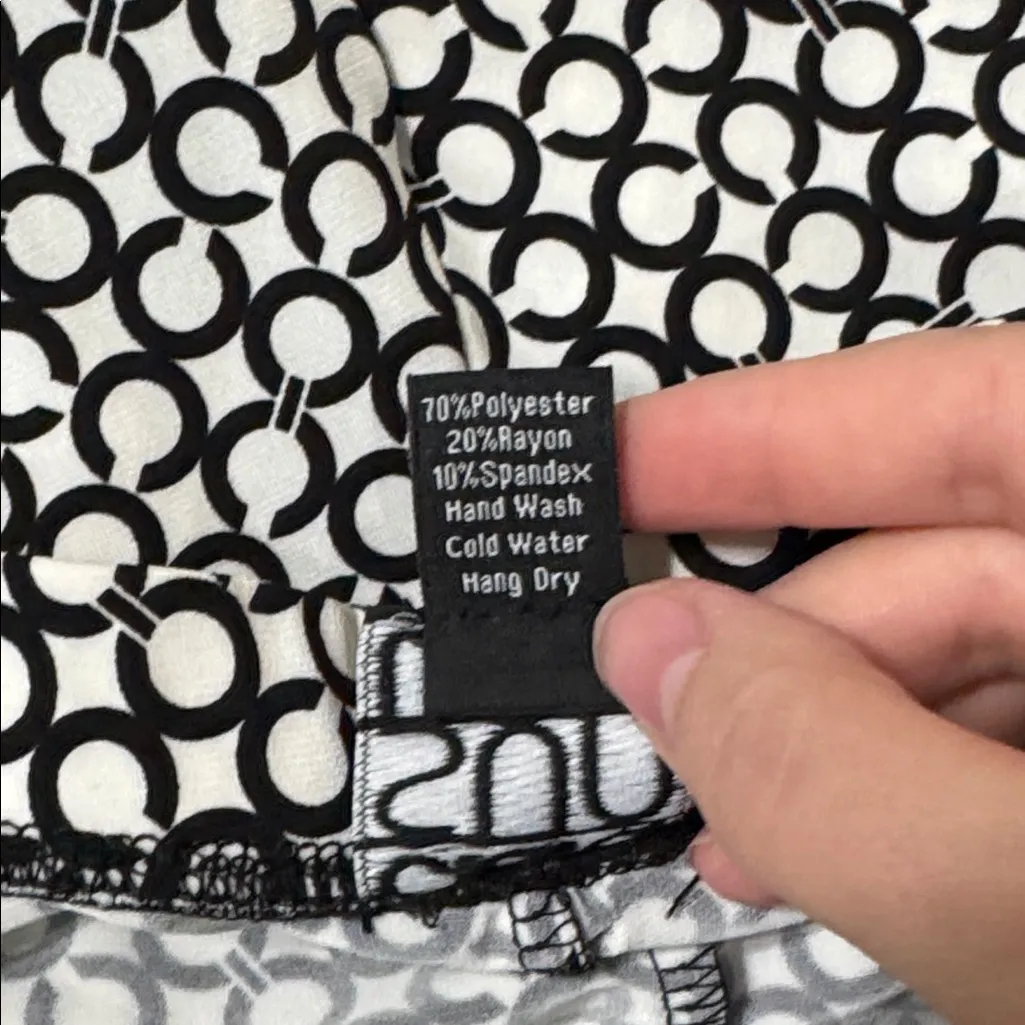 70%Polyester
20%Rayon
10%Spandex
Hand Wash
Cold Water
Hang Dry